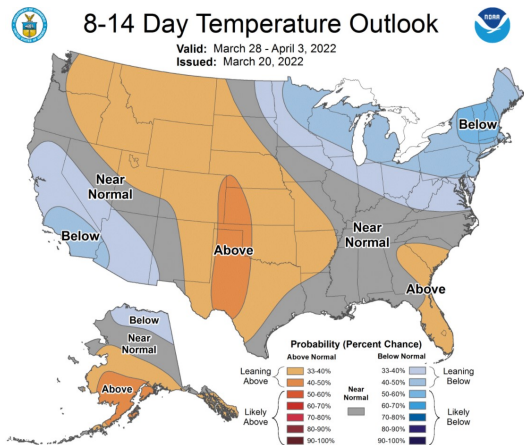 8-14 Day Temperature Outlook
Valid: March 28 - April 3, 2022
Issued: March 20, 2022
NOAA
Below
Near
Normal
Below
Above
Near
Normal
Above
Below
Near
Normal
Above
Probability (Percent Chance)
Above Normal
Below Normal
Leaning
Above
33-40%
40-50%
50-60%
60-70%
Likely
Above
70-80%
80-90%
90-100%
Near
Normal
33-40%
40-50%
Leaning
Below
50-60%
60-70%
70-80%
80-90%
90-100%
Likely
Below